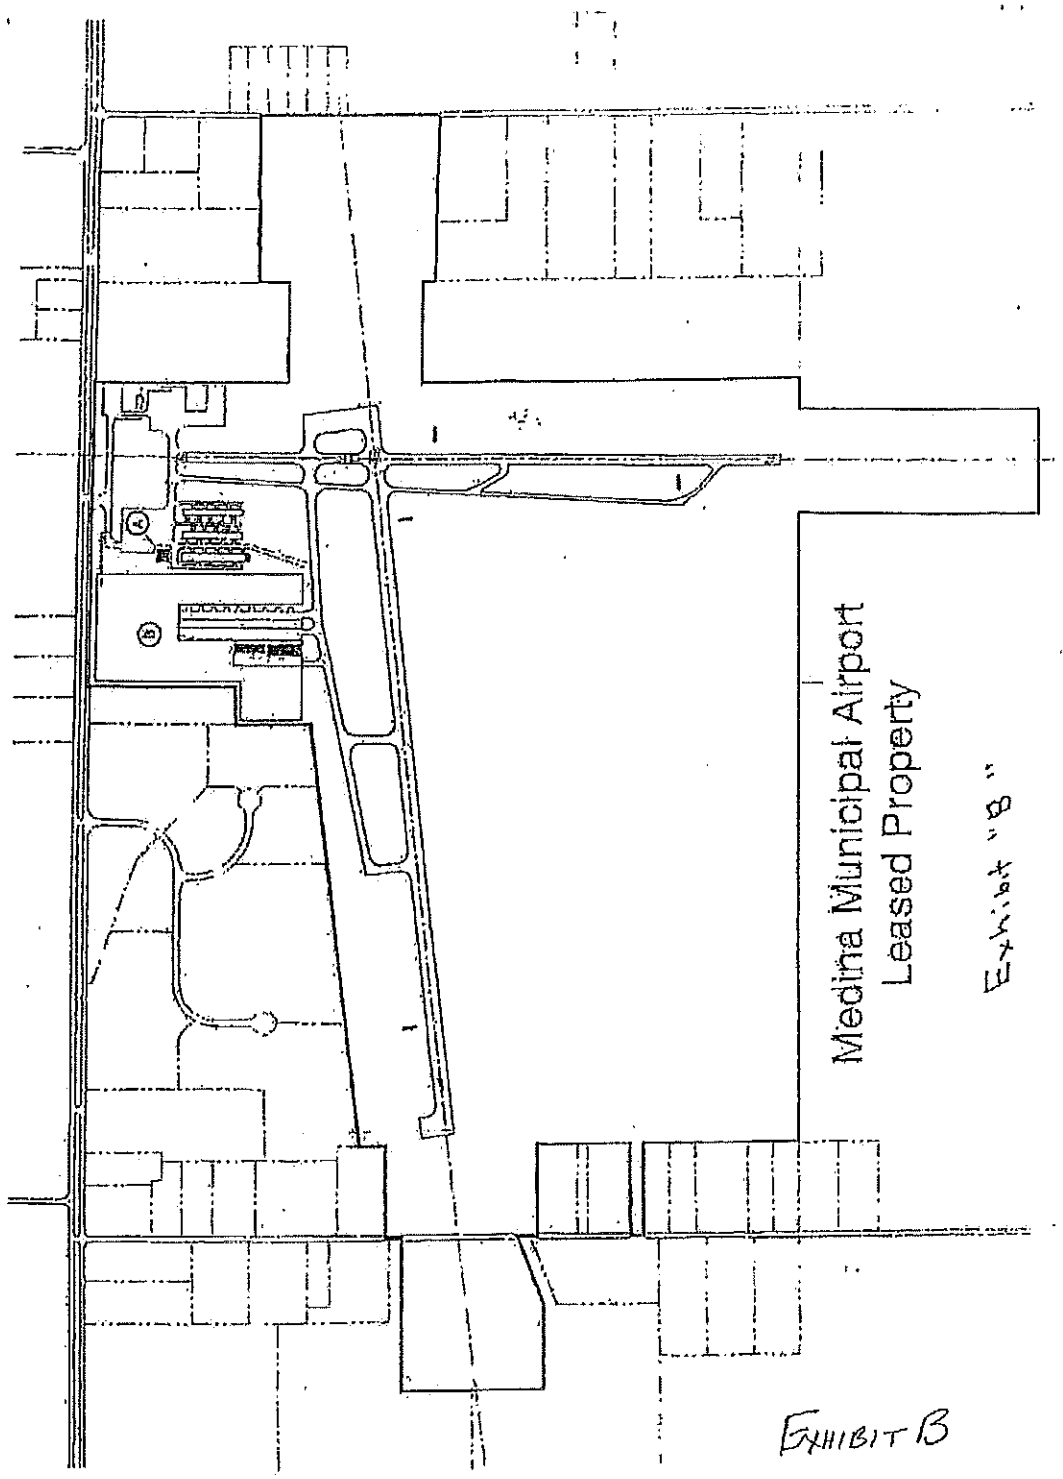 A
B
Medina Municipal Airport
Leased Property
Exhibit "B"
EXHIBIT B